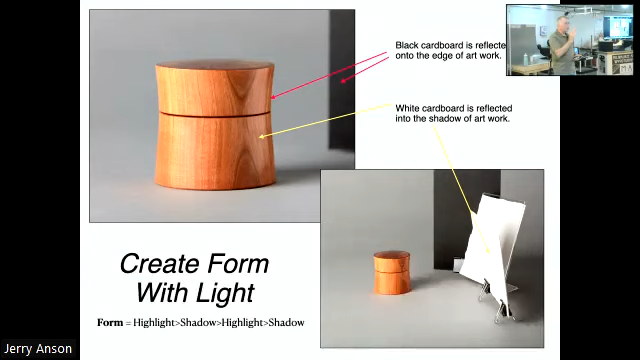 Black cardboard is reflecte
onto the edge of art work.
White cardboard is reflected
into the shadow of art work.
Create Form
With Light
Form = Highlight>Shadow>Highlight>Shadow
Jerry Anson